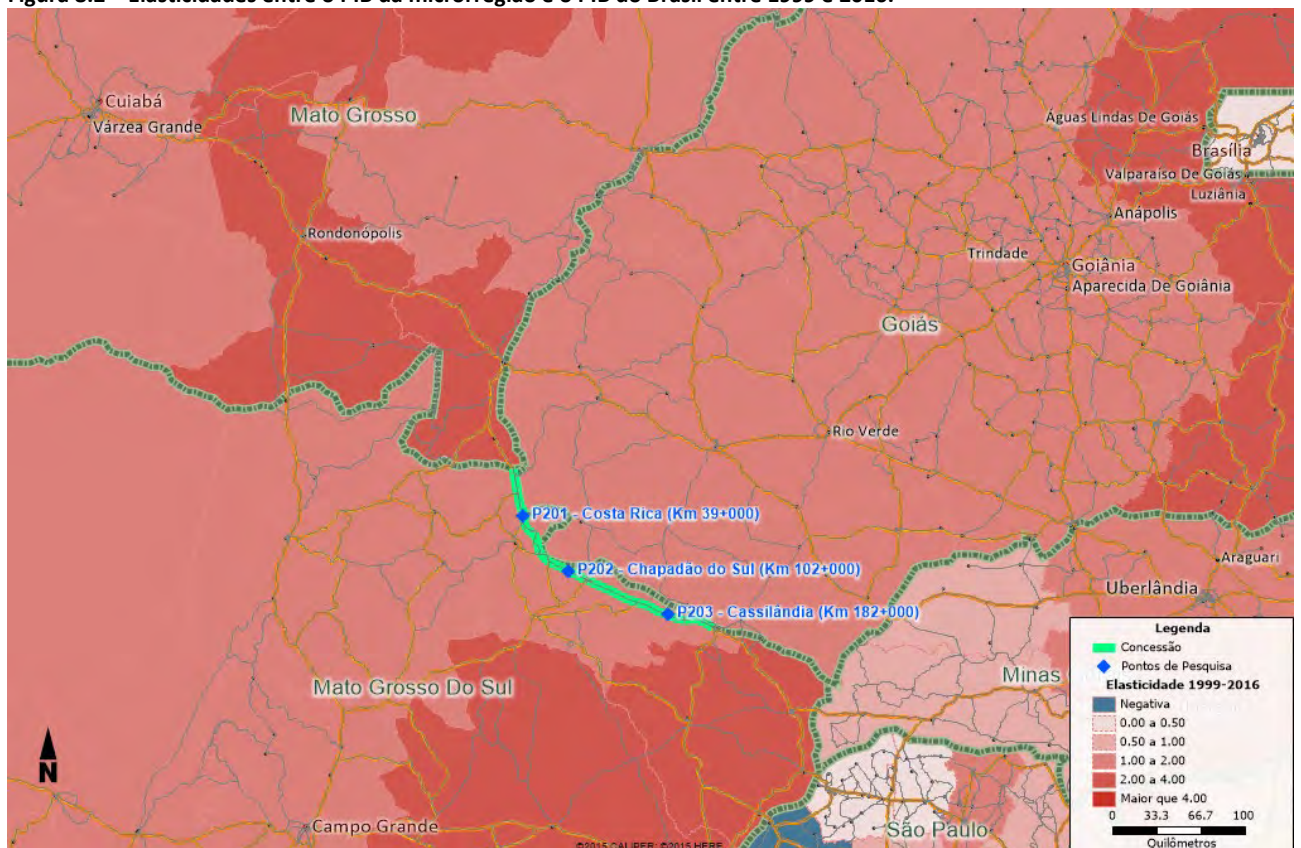 Cuiabá
Várzea Grande
Mato Grosso
Águas Lindas De Goiás
Brasília
Valparaíso De Goiás
Luziânia
Anápolis
Rondonópolis
Trindade
Goiânia
Aparecida De Goiânia
Goiás
Rio Verde
P201 - Costa Rica (Km 39+000)
P202 - Chapadão do Sul (Km 102+000)
Araguari
Uberlândia
P203 - Cassilândia (Km 182+000)
Mato Grosso Do Sul
Minas
Legenda
Concessão
Pontos de Pesquisa
Elasticidade 1999-2016
Negativa
0.00 a 0.50
0.50 a 1.00
1.00 a 2.00
2.00 a 4.00
Maior que 4.00
0 33.3 66.7 100
Quilômetros
N
Campo Grande
São Paulo
©2015 CALIPER; ©2015 HERE